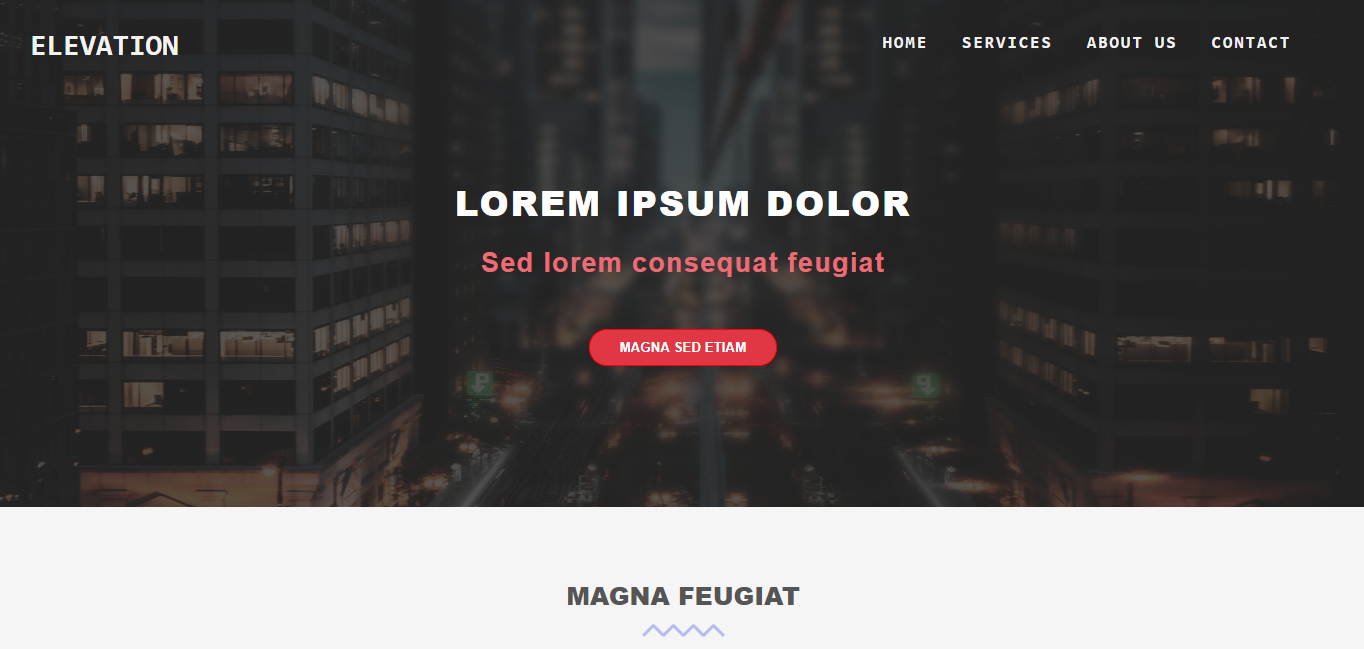 ELEVATION
HOME SERVICES ABOUT US CONTACT
LOREM IPSUM DOLOR
Sed lorem consequat feugiat
MAGNA SED ETIAM
P
MAGNA FEUGIAT